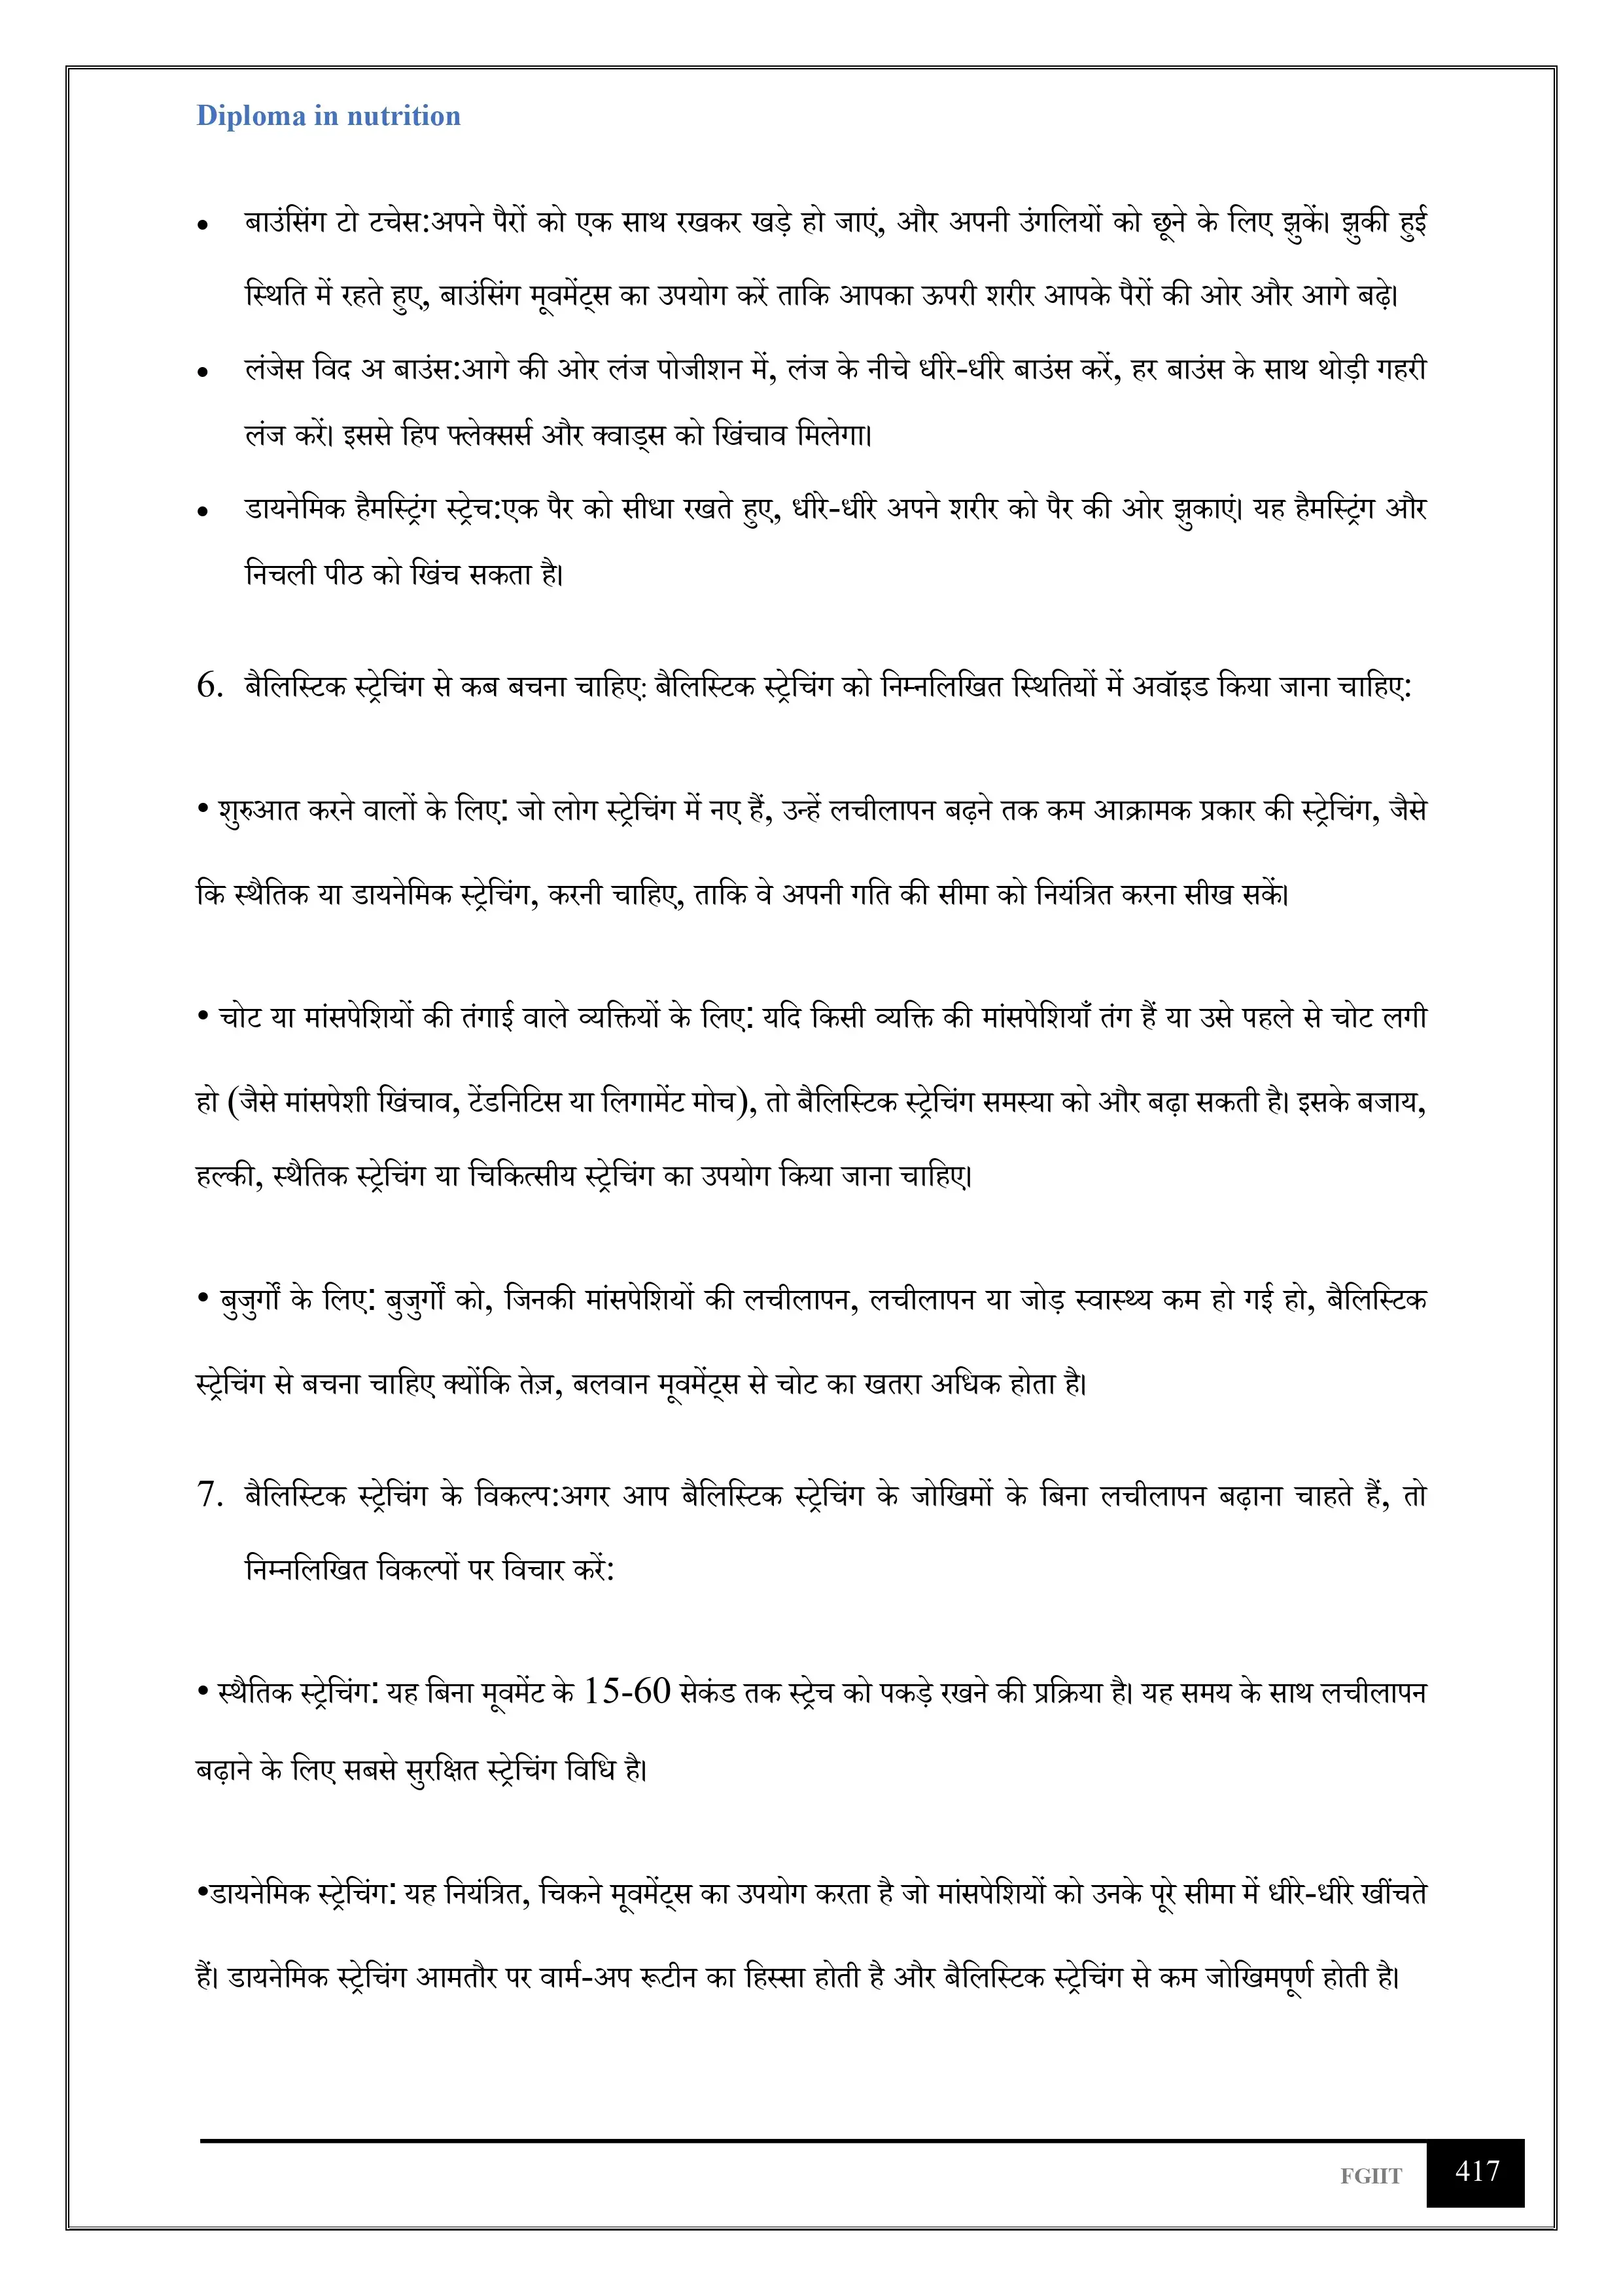 Diploma in nutrition
• बाउंसिंग टो टचेस:अपने पैरों को एक साथ रखकर खड़े हो जाएं, और अपनी उंगलियों को छूने के लिए झुकें। झुकी हुई
स्थिति में रहते हुए, बाउंसिंग मूवमेंट्स का उपयोग करें ताकि आपका ऊपरी शरीर आपके पैरों की ओर और आगे बढ़े।
• लंजेस विद अ बाउंस:आगे की ओर लंज पोजीशन में, लंज के नीचे धीरे-धीरे बाउंस करें, हर बाउंस के साथ थोड़ी गहरी
लंज करें। इससे हिप फ्लेक्सर्स और क्वाड्स को खिंचाव मिलेगा।
• डायनेमिक हैमस्ट्रिंग स्ट्रेच:एक पैर को सीधा रखते हुए, धीरे-धीरे अपने शरीर को पैर की ओर झुकाएं। यह हैमस्ट्रिंग और
निचली पीठ को खिंच सकता है।
6. बैलिस्टिक स्ट्रेचिंग से कब बचना चाहिए: बैलिस्टिक स्ट्रेचिंग को निम्नलिखित स्थितियों में अवॉइड किया जाना चाहिए:
• शुरुआत करने वालों के लिए: जो लोग स्ट्रेचिंग में नए हैं, उन्हें लचीलापन बढ़ने तक कम आक्रामक प्रकार की स्ट्रेचिंग, जैसे
कि स्थैतिक या डायनेमिक स्ट्रेचिंग, करनी चाहिए, ताकि वे अपनी गति की सीमा को नियंत्रित करना सीख सकें।
• चोट या मांसपेशियों की तंगाई वाले व्यक्तियों के लिए: यदि किसी व्यक्ति की मांसपेशियाँ तंग हैं या उसे पहले से चोट लगी
हो (जैसे मांसपेशी खिंचाव, टेंडनिटिस या लिगामेंट मोच), तो बैलिस्टिक स्ट्रेचिंग समस्या को और बढ़ा सकती है। इसके बजाय,
हल्की, स्थैतिक स्ट्रेचिंग या चिकित्सीय स्ट्रेचिंग का उपयोग किया जाना चाहिए।
• बुजुर्गों के लिए: बुजुर्गों को, जिनकी मांसपेशियों की लचीलापन, लचीलापन या जोड़ स्वास्थ्य कम हो गई हो, बैलिस्टिक
स्ट्रेचिंग से बचना चाहिए क्योंकि तेज़, बलवान मूवमेंट्स से चोट का खतरा अधिक होता है।
7. बैलिस्टिक स्ट्रेचिंग के विकल्प:अगर आप बैलिस्टिक स्ट्रेचिंग के जोखिमों के बिना लचीलापन बढ़ाना चाहते हैं, तो
निम्नलिखित विकल्पों पर विचार करें:
• स्थैतिक स्ट्रेचिंग: यह बिना मूवमेंट के 15-60 सेकंड तक स्ट्रेच को पकड़े रखने की प्रक्रिया है। यह समय के साथ लचीलापन
बढ़ाने के लिए सबसे सुरक्षित स्ट्रेचिंग विधि है।
•डायनेमिक स्ट्रेचिंग: यह नियंत्रित, चिकने मूवमेंट्स का उपयोग करता है जो मांसपेशियों को उनके पूरे सीमा में धीरे-धीरे खींचते
हैं। डायनेमिक स्ट्रेचिंग आमतौर पर वार्म-अप रूटीन का हिस्सा होती है और बैलिस्टिक स्ट्रेचिंग से कम जोखिमपूर्ण होती है।
FGIIT 417